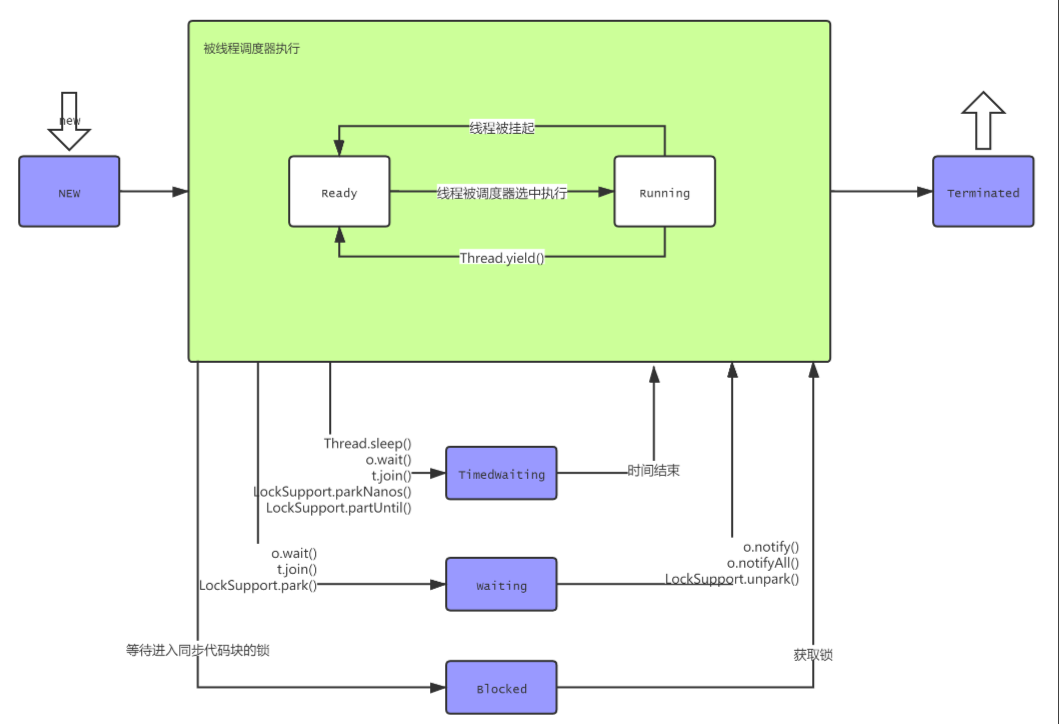 被线程调度器执行
new
线程被挂起
NEW
Ready
线程被调度器选中执行
Running
Terminated
Thread.yield()
Thread.sleep()
o.wait()
t.join()
LockSupport.parkNanos()
LockSupport.partUntil()
TimedWaiting
时间结束
o.wait()
t.join()
LockSupport.park()
Waiting
o.notify()
o.notifyAll()
LockSupport.unpark()
等待进入同步代码块的锁
Blocked
获取锁